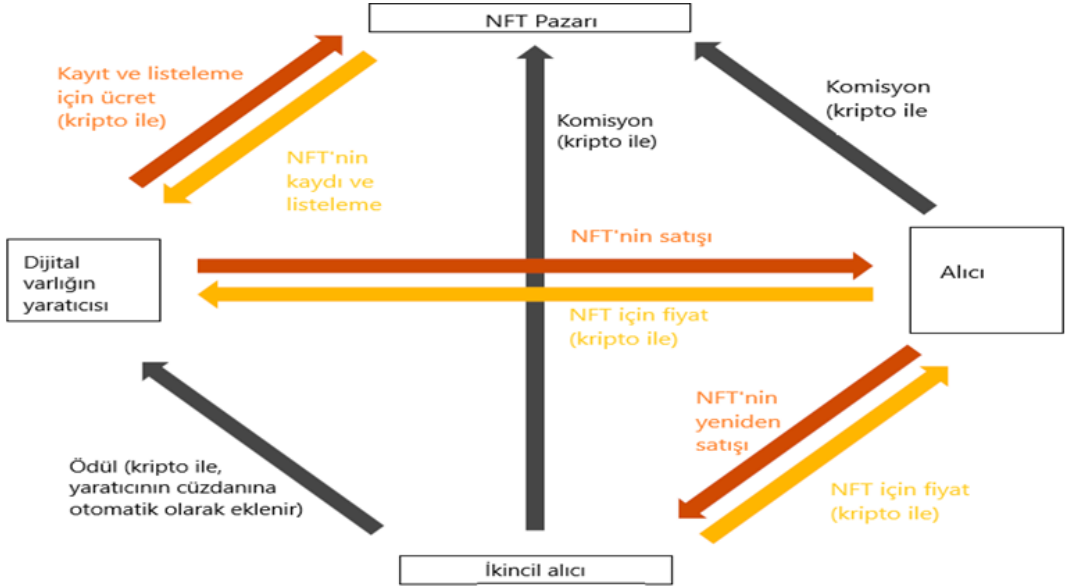 NFT Pazarı
Kayıt ve listeleme
için ücret
(kripto ile)
NFT'nin
kaydı ve
listeleme
Komisyon
(kripto ile)
Komisyon
(kripto ile
Dijital
varlığın
yaratıcısı
NFT'nin satışı
NFT için fiyat
(kripto ile)
Alıcı
NFT'nin
yeniden
satışı
NFT için fiyat
(kripto ile)
Ödül (kripto ile,
yaratıcının cüzdanına
otomatik olarak eklenir)
İkincil alıcı